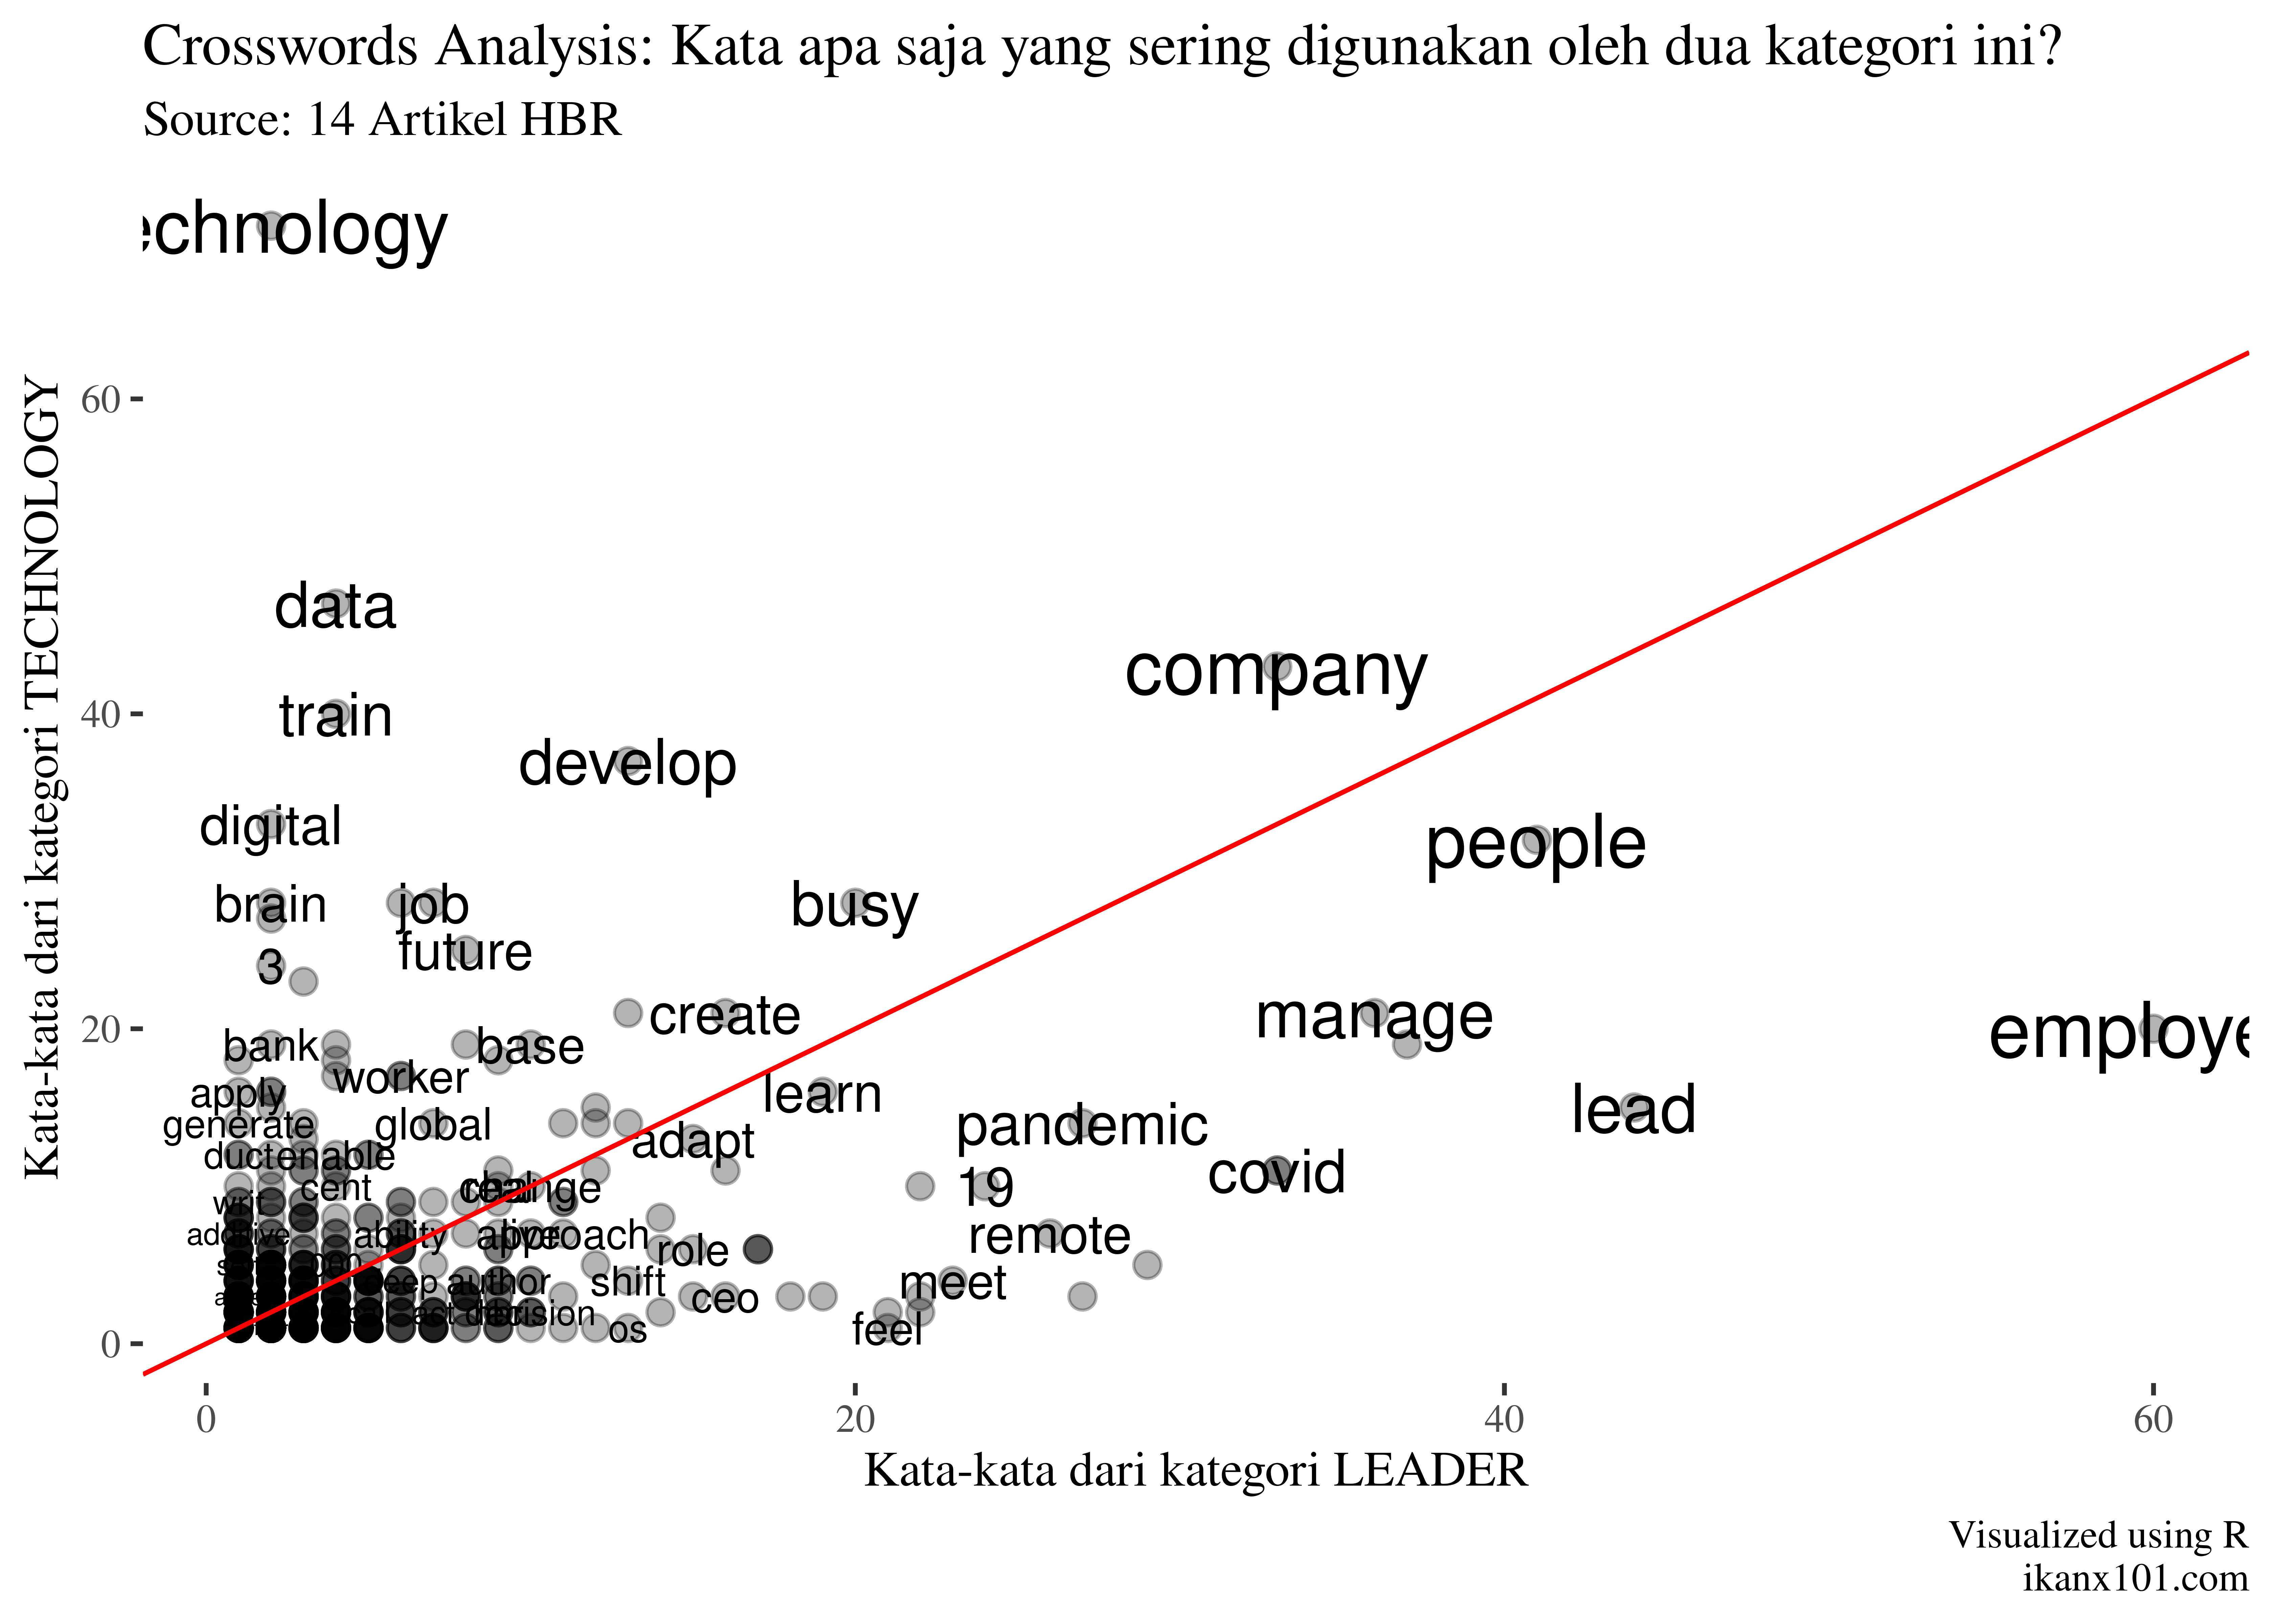 Crosswords Analysis: Kata apa saja yang sering digunakan oleh dua kategori ini?
Source: 14 Artikel HBR
echnology
60
data
company
train
40
develop
digital
people
brain
job
busy
future
3
manage
create
employe
20
bank
base
worker
apply
learn
lead
generate
global
pandemic
adapt
enable
covid
cent
change
19
writ
ability
approach
remote
role
author
shift
meet
ceo
decision
feel
os
0
0
20
40
60
Kata-kata dari kategori TECHNOLOGY
Kata-kata dari kategori LEADER
Visualized using R
ikanx101.com